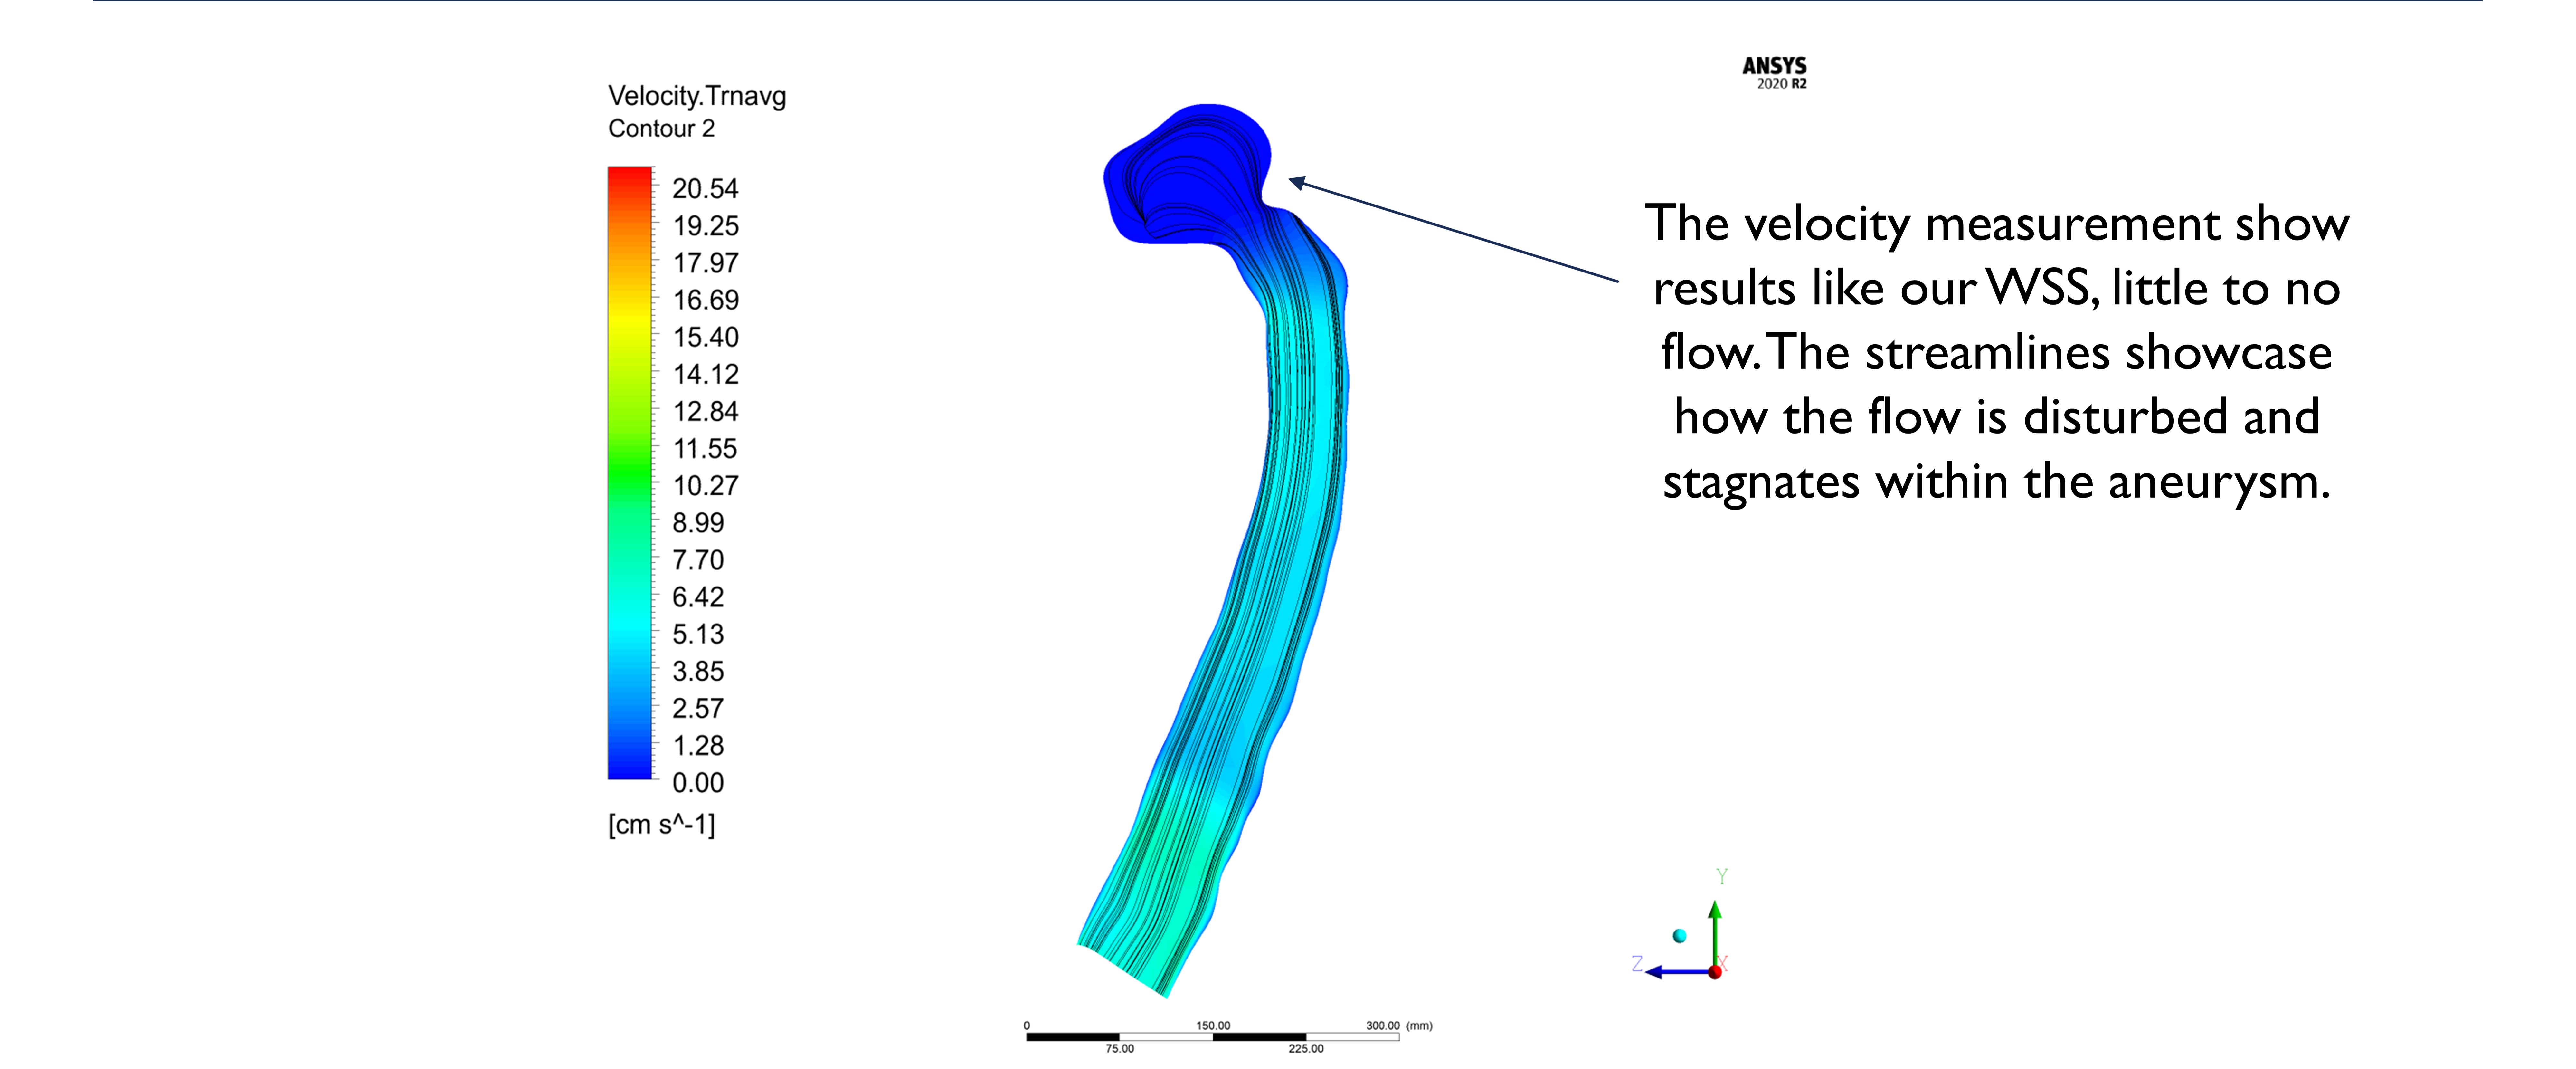 ANSYS
2020 R2
Velocity.Trnavg
Contour 2
20.54
19.25
17.97
16.69
15.40
14.12
12.84
11.55
10.27
8.99
7.70
6.42
5.13
3.85
2.57
1.28
0.00
[cm s^-1]
The velocity measurement show
results like our WSS, little to no
flow. The streamlines showcase
how the flow is disturbed and
stagnates within the aneurysm.
Y
Z X
0 150.00 300.00 (mm)
75.00 225.00